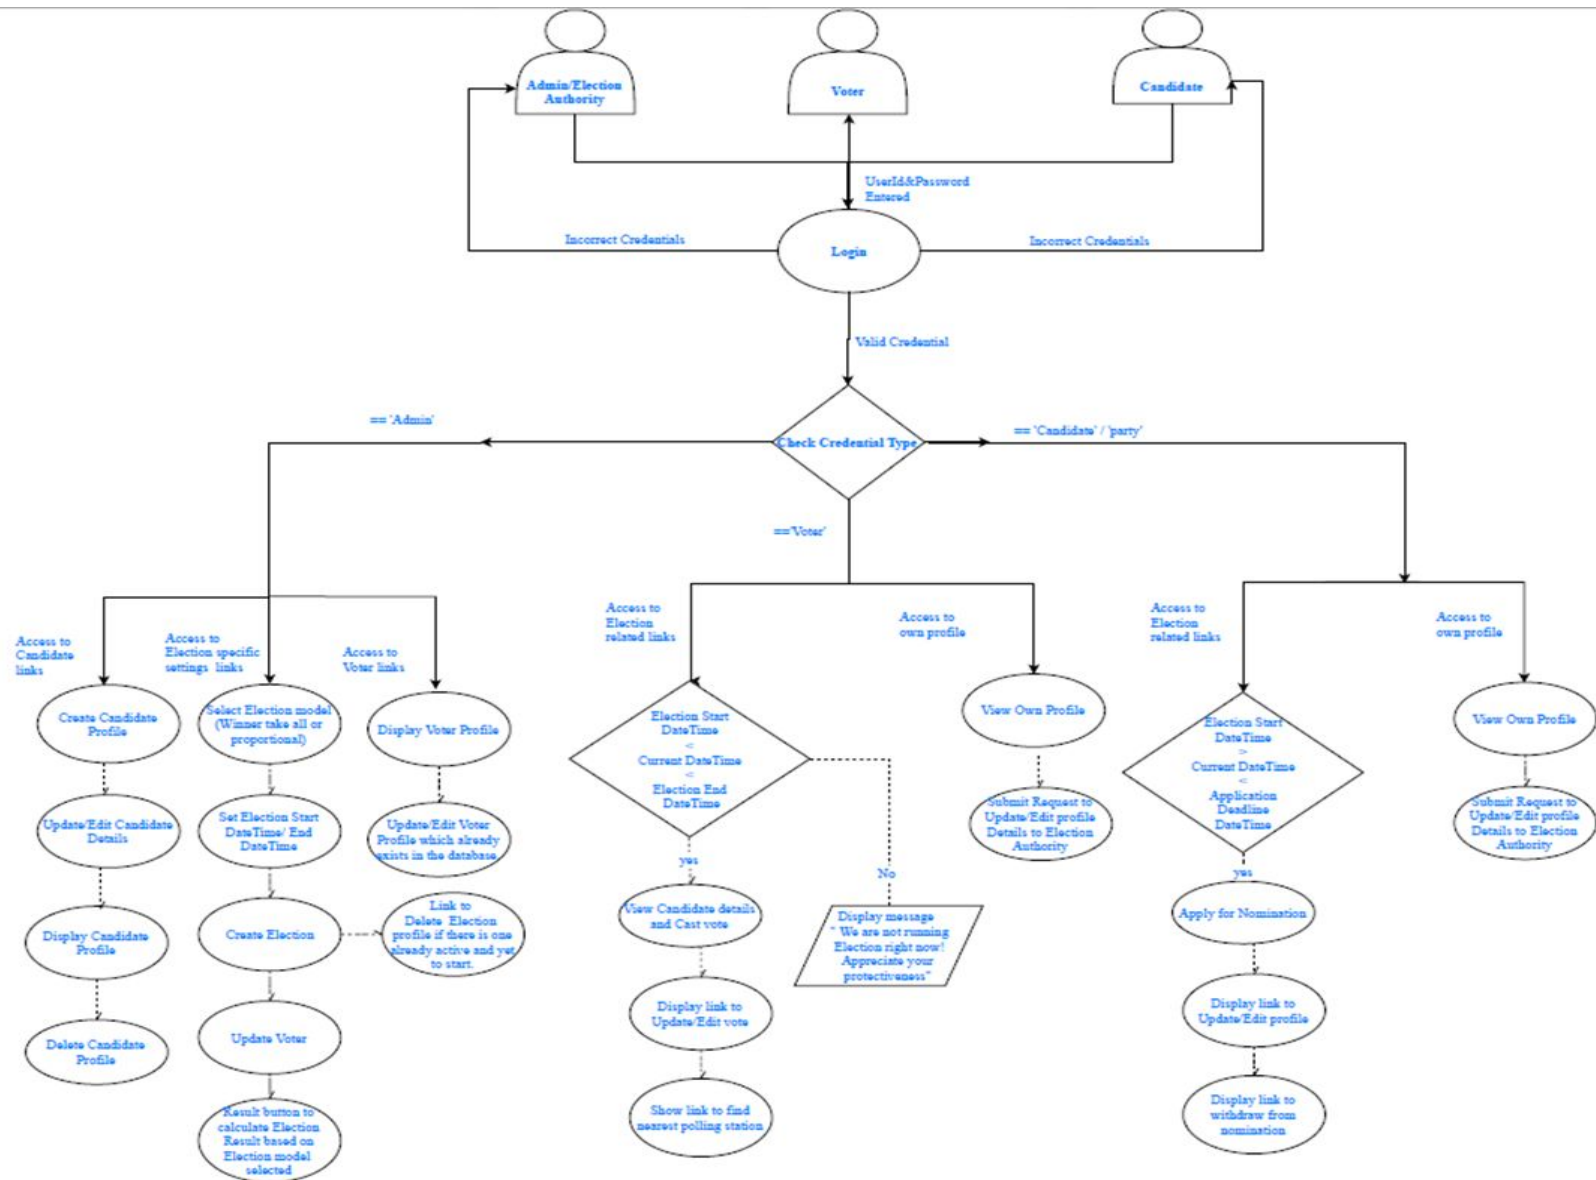 Admin/Election
Authority
Voter
Candidate
UserId&Password
Entered
Incorrect Credentials
Login
Incorrect Credentials
Valid Credential
== 'Admin'
Check Credential Type
== 'Candidate' / 'party'
=='Voter'
Access to
Candidate
links
Access to
Election specific
settings links
Access to
Voter links
Access to
Election
related links
Access to
own profile
Access to
Election
related links
Access to
own profile
Create Candidate
Profile
Update/Edit Candidate
Details
Display Candidate
Profile
Delete Candidate
Profile
Select Election model
(Winner take all or
proportional)
Set Election Start
DateTime/ End
DateTime
Create Election
Update Voter
Result button to
calculate Election
Result based on
Election model
selected
Display Voter Profile
Update/Edit Voter
Profile which already
exists in the database.
Link to
Delete Election
profile if there is one
already active and yet
to start.
Election Start
DateTime
<
Current DateTime
<
Election End
DateTime
yes
No
View Candidate details
and Cast vote
Display link to
Update/Edit vote
Show link to find
nearest polling station
Display message
" We are not running
Election right now!
Appreciate your
protectiveness"
View Own Profile
Submit Request to
Update/Edit profile
Details to Election
Authority
Election Start
DateTime
>
Current DateTime
<
Application
Deadline
DateTime
yes
Apply for Nomination
Display link to
Update/Edit profile
Display link to
withdraw from
nomination
View Own Profile
Submit Request to
Update/Edit profile
Details to Election
Authority